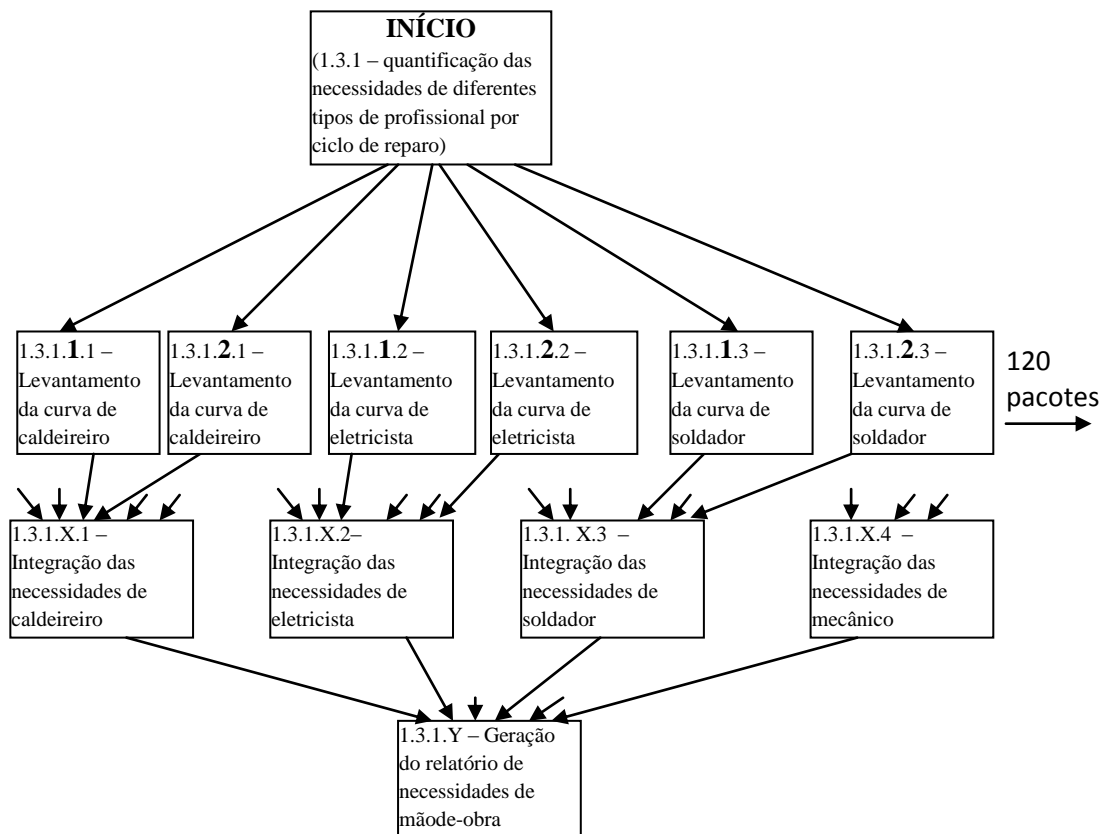 INÍCIO
(1.3.1 – quantificação das
necessidades de diferentes
tipos de profissional por
ciclo de reparo)
1.3.1.1.1 –
Levantamento
da curva de
caldeireiro
1.3.1.2.1 –
Levantamento
da curva de
caldeireiro
1.3.1.1.2 –
Levantamento
da curva de
eletricista
1.3.1.2.2 –
Levantamento
da curva de
eletricista
1.3.1.1.3 –
Levantamento
da curva de
soldador
1.3.1.2.3 –
Levantamento
da curva de
soldador
120
pacotes
1.3.1.X.1 –
Integração das
necessidades de
caldeireiro
1.3.1.X.2–
Integração das
necessidades de
eletricista
1.3.1. X.3 –
Integração das
necessidades de
soldador
1.3.1.X.4 –
Integração das
necessidades de
mecânico
1.3.1.Y – Geração
do relatório de
necessidades de
mãode-obra